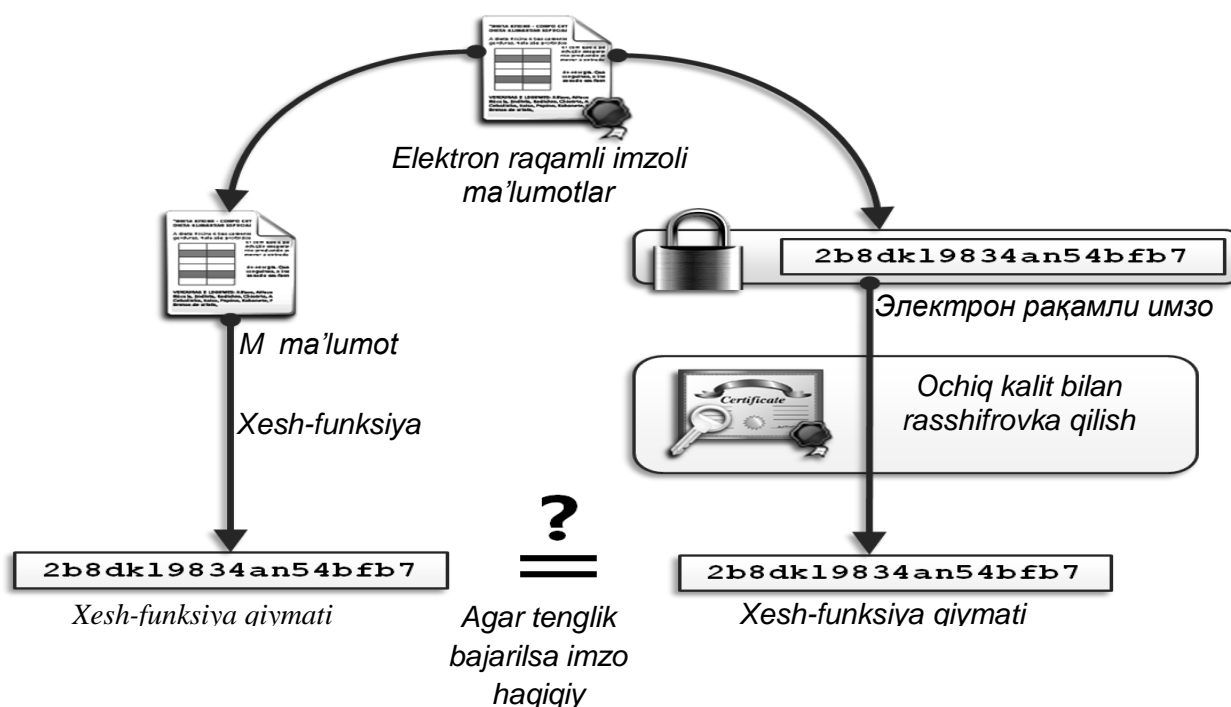 Elektron raqamli imzoli
ma’lumotlar
2b8dkl9834an54bfb7
Электрон рақамли имзо
M ma’lumot
Certificate
Ochiq kalit bilan
rasshifrovka qilish
Xesh-funksiya
?
2b8dkl9834an54bfb7
Xesh-funksiya qiymati
2b8dkl9834an54bfb7
Xesh-funksiya qiymati
Agar tenglik
bajarilsa imzo
haqiqiy